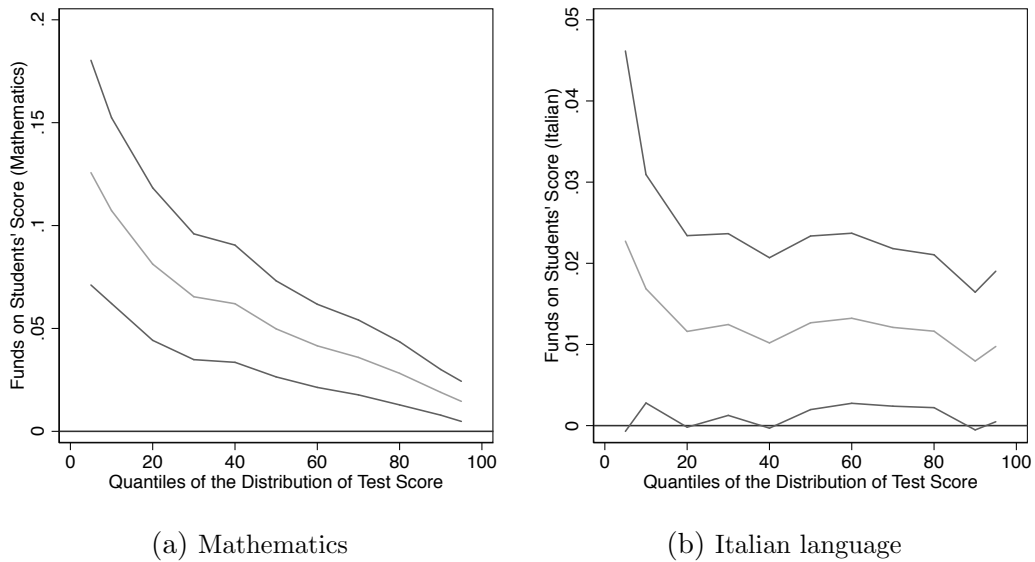 Funds on Students' Score (Mathematics)
.2
.15
.1
.05
0
0 20 40 60 80 100
Quantiles of the Distribution of Test Score
(a) Mathematics
Funds on Students' Score (Italian)
.05
.04
.03
.02
.01
0
0 20 40 60 80 100
Quantiles of the Distribution of Test Score
(b) Italian language